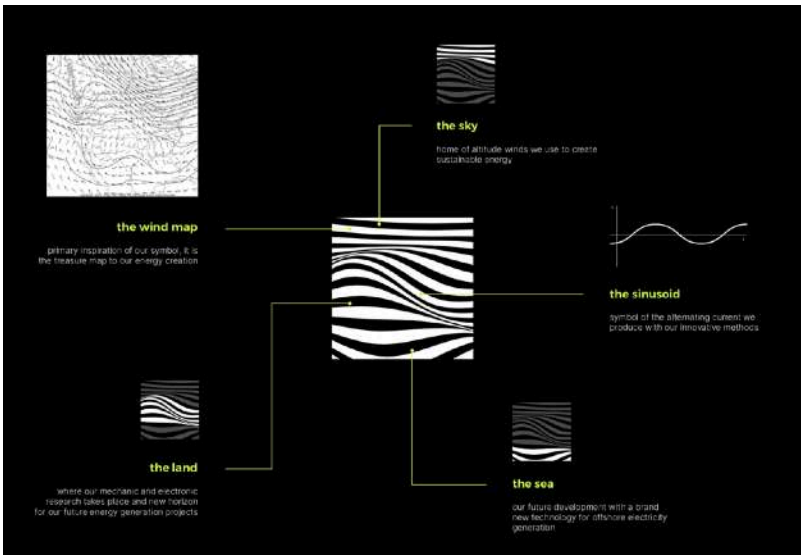 the sky
home of altitude winds we use to create
sustainable energy
the wind map
primary inspiration of our symbol, it is
the treasure map to our energy creation
the sinusoid
symbol of the alternating current we
produce with our innovative methods
the land
where our mechanic and electronic
research takes place and new horizon
for our future energy generation projects
the sea
our future development with a brand
new technology for offshore electricity
generation